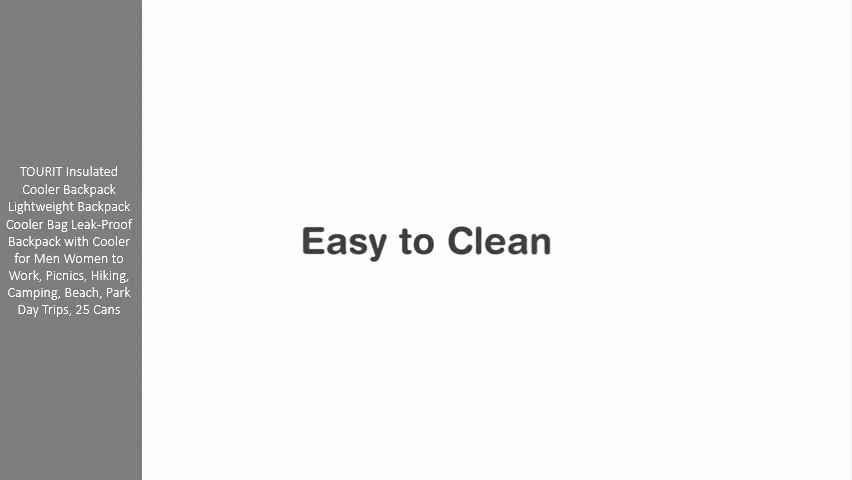 TOURIT Insulated
Cooler Backpack
Lightweight Backpack
Cooler Bag Leak-Proof
Backpack with Cooler
for Men Women to
Work, Picnics, Hiking,
Camping, Beach, Park
Day Trips, 25 Cans
Easy to Clean